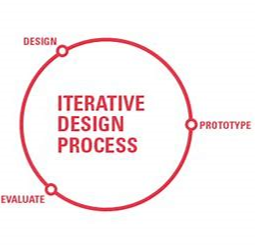 DESIGN
ITERATIVE
DESIGN
PROCESS
PROTOTYPE
EVALUATE